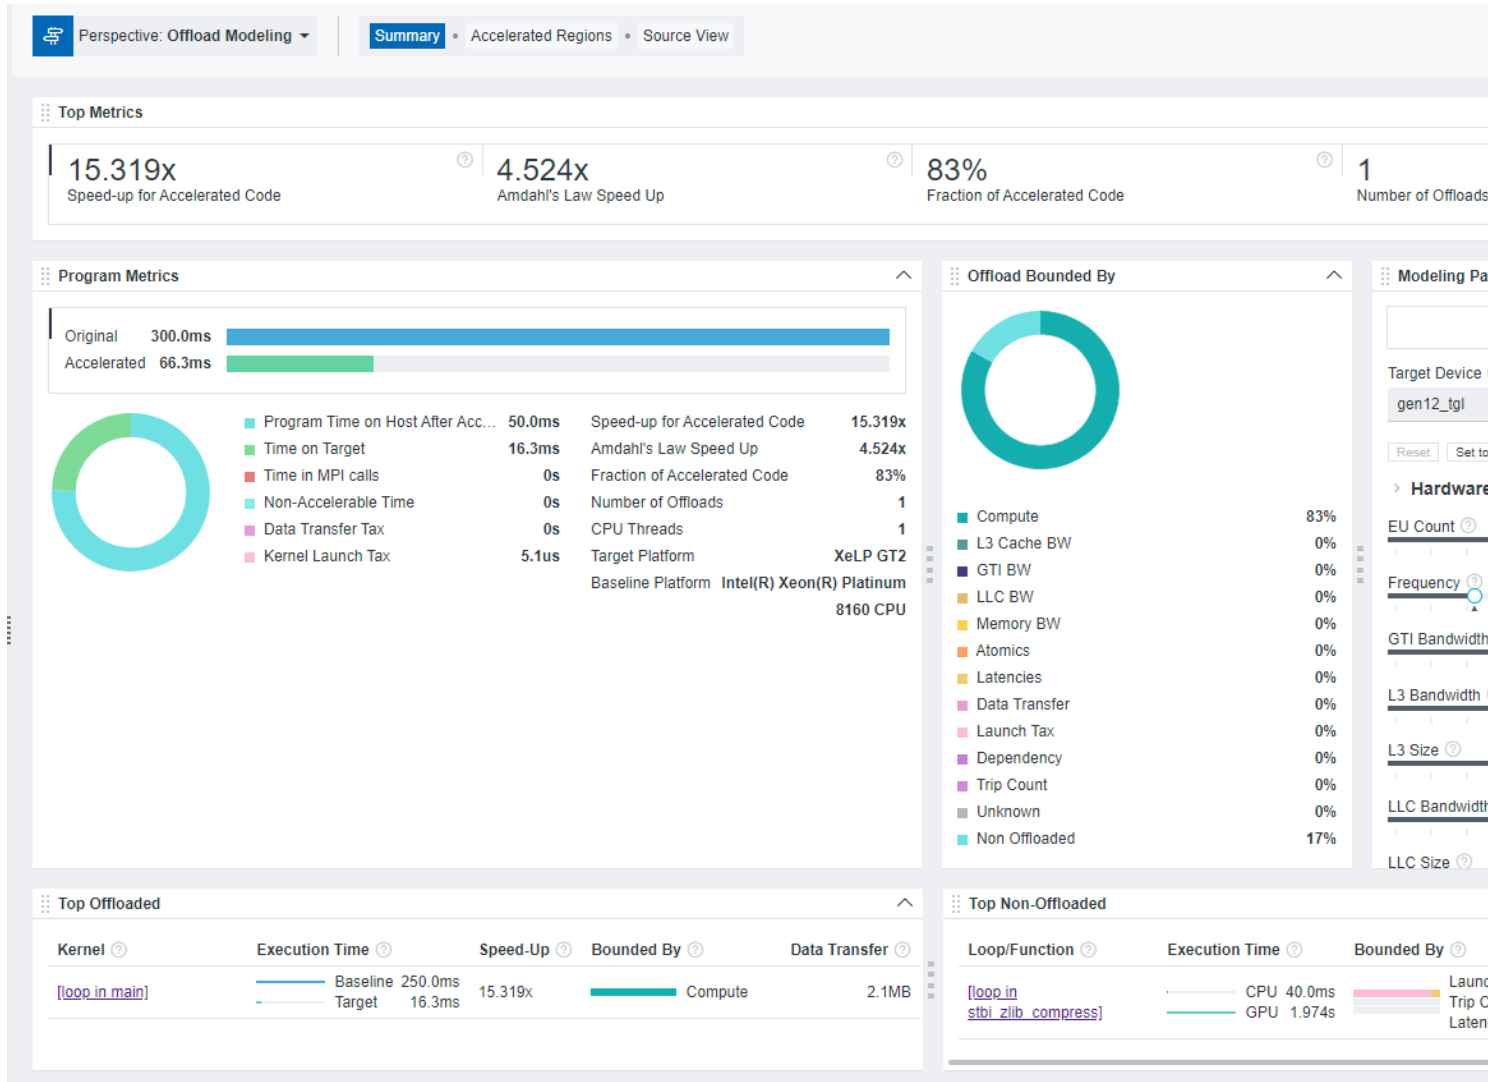 Perspective: Offload Modeling
Summary • Accelerated Regions • Source View
Top Metrics
15.319x
Speed-up for Accelerated Code
4.524x
Amdahl's Law Speed Up
83%
Fraction of Accelerated Code
1
Number of Offloads
Program Metrics
Original 300.0ms
Accelerated 66.3ms
Program Time on Host After Acc... 50.0ms
Time on Target 16.3ms
Time in MPI calls 0s
Non-Accelerable Time 0s
Data Transfer Tax 0s
Kernel Launch Tax 5.1us
Speed-up for Accelerated Code 15.319x
Amdahl's Law Speed Up 4.524x
Fraction of Accelerated Code 83%
Number of Offloads 1
CPU Threads 1
Target Platform XeLP GT2
Baseline Platform Intel(R) Xeon(R) Platinum
8160 CPU
Offload Bounded By
Compute 83%
L3 Cache BW 0%
GTI BW 0%
LLC BW 0%
Memory BW 0%
Atomics 0%
Latencies 0%
Data Transfer 0%
Launch Tax 0%
Dependency 0%
Trip Count 0%
Unknown 0%
Non Offloaded 17%
Modeling Pa
Target Device
gen12_tgl
Reset Set to
Hardware
EU Count
Frequency
GTI Bandwidth
L3 Bandwidth
L3 Size
LLC Bandwidth
LLC Size
Top Offloaded
Kernel Execution Time Speed-Up Bounded By Data Transfer
[loop in main] Baseline 250.0ms 15.319x Compute 2.1MB
Target 16.3ms
Top Non-Offloaded
Loop/Function Execution Time Bounded By
[loop in
stbi_zlib_compress]
CPU 40.0ms
GPU 1.974s
Launc
Trip C
Laten